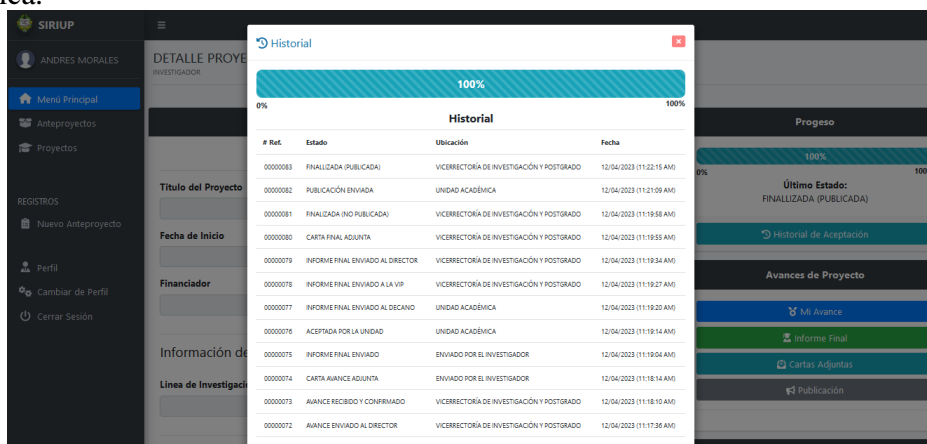 ica.
SIRIUP
ANDRES MORALES
Menú Principal
Anteproyectos
Proyectos
REGISTROS
Nuevo Anteproyecto
Perfil
Cambiar de Perfil
Cerrar Sesión
DETALLE PROYE
INVESTIGADOR
Título del Proyecto
Fecha de Inicio
Financiador
Información de
Linea de Investigaci
Historial
100%
0% 100%
Historial
# Ref. Estado Ubicación Fecha
00000083 FINALLIZADA (PUBLICADA) VICERRECTORÍA DE INVESTIGACIÓN Y POSTGRADO 12/04/2023 (11:22:15 AM)
00000082 PUBLICACIÓN ENVIADA UNIDAD ACADÉMICA 12/04/2023 (11:21:09 AM)
00000081 FINALIZADA (NO PUBLICADA) VICERRECTORÍA DE INVESTIGACIÓN Y POSTGRADO 12/04/2023 (11:19:58 AM)
00000080 CARTA FINAL ADJUNTA VICERRECTORÍA DE INVESTIGACIÓN Y POSTGRADO 12/04/2023 (11:19:55 AM)
00000079 INFORME FINAL ENVIADO AL DIRECTOR VICERRECTORÍA DE INVESTIGACIÓN Y POSTGRADO 12/04/2023 (11:19:34 AM)
00000078 INFORME FINAL ENVIADO A LA VIP VICERRECTORÍA DE INVESTIGACIÓN Y POSTGRADO 12/04/2023 (11:19:27 AM)
00000077 INFORME FINAL ENVIADO AL DECANO UNIDAD ACADÉMICA 12/04/2023 (11:19:20 AM)
00000076 ACEPTADA POR LA UNIDAD UNIDAD ACADÉMICA 12/04/2023 (11:19:14 AM)
00000075 INFORME FINAL ENVIADO ENVIADO POR EL INVESTIGADOR 12/04/2023 (11:19:04 AM)
00000074 CARTA AVANCE ADJUNTA ENVIADO POR EL INVESTIGADOR 12/04/2023 (11:18:14 AM)
00000073 AVANCE RECIBIDO Y CONFIRMADO VICERRECTORÍA DE INVESTIGACIÓN Y POSTGRADO 12/04/2023 (11:18:10 AM)
00000072 AVANCE ENVIADO AL DIRECTOR VICERRECTORÍA DE INVESTIGACIÓN Y POSTGRADO 12/04/2023 (11:17:36 AM)
Progeso
100%
0% 100
Último Estado:
FINALLIZADA (PUBLICADA)
Historial de Aceptación
Avances de Proyecto
Mi Avance
Informe Final
Cartas Adjuntas
Publicación